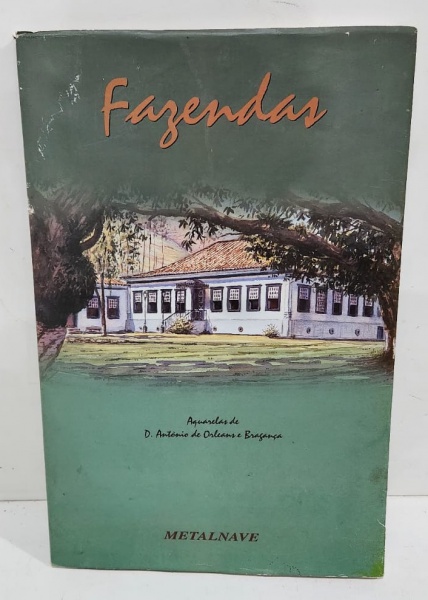 Fazendas
Aquarelas de
D. Antonio de Orleans e Bragança
METALNAVE